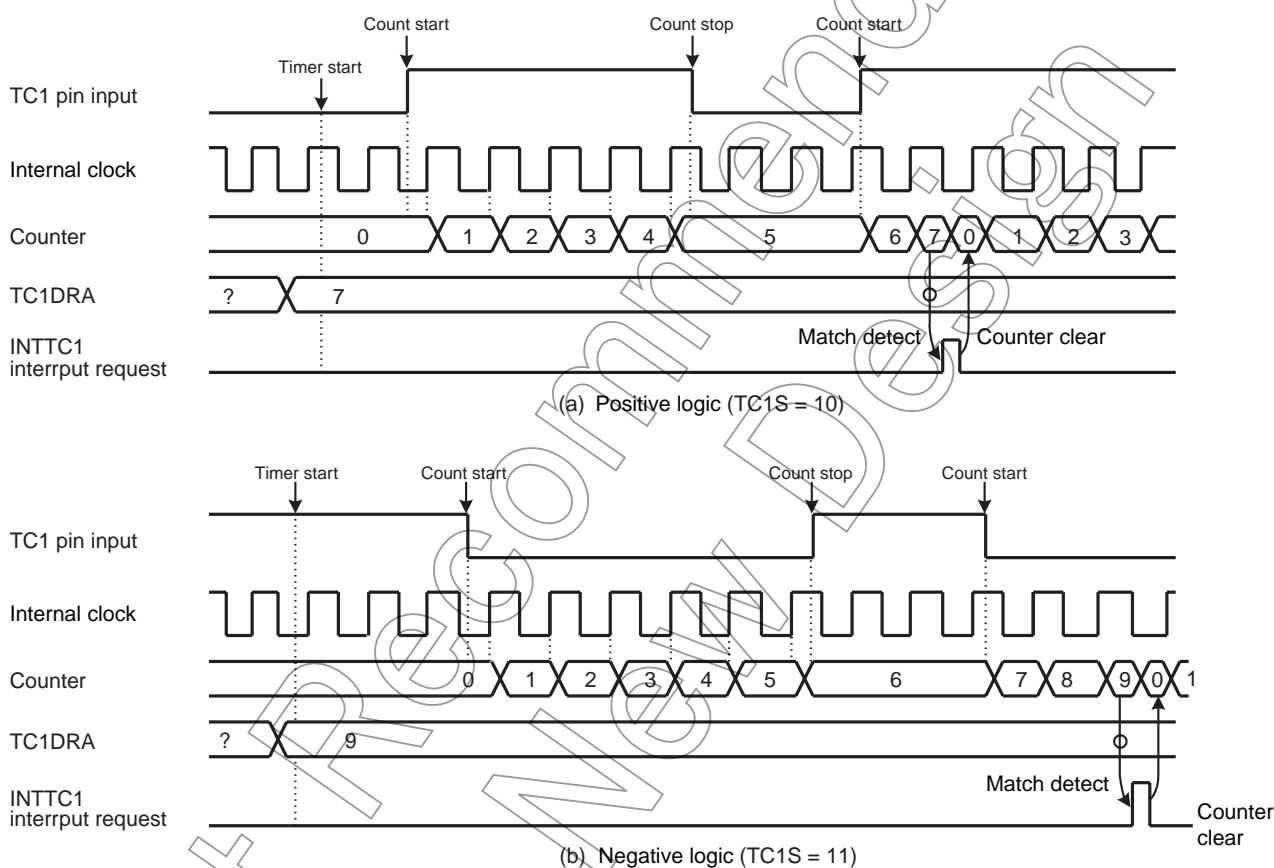 Count start
Count stop
Count start
Timer start
TC1 pin input
Internal clock
Counter
0 1 2 3 4 5 6 7 0 1 2 3
TC1DRA
? 7
Match detect
Counter clear
INTTC1
interrput request
(a) Positive logic (TC1S = 10)
Timer start
Count start
Count stop
Count start
TC1 pin input
Internal clock
Counter
0 1 2 3 4 5 6 7 8 9 0 1
TC1DRA
? 9
Match detect
INTTC1
interrput request
Counter
clear
(b) Negative logic (TC1S = 11)
Recommend
New Design